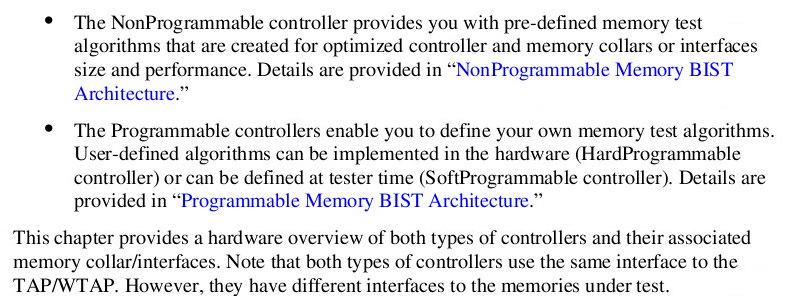 • The NonProgrammable controller provides you with pre-defined memory test
algorithms that are created for optimized controller and memory collars or interfaces
size and performance. Details are provided in “NonProgrammable Memory BIST
Architecture.”
• The Programmable controllers enable you to define your own memory test algorithms.
User-defined algorithms can be implemented in the hardware (HardProgrammable
controller) or can be defined at tester time (SoftProgrammable controller). Details are
provided in “Programmable Memory BIST Architecture.”
This chapter provides a hardware overview of both types of controllers and their associated
memory collar/interfaces. Note that both types of controllers use the same interface to the
TAP/WTAP. However, they have different interfaces to the memories under test.